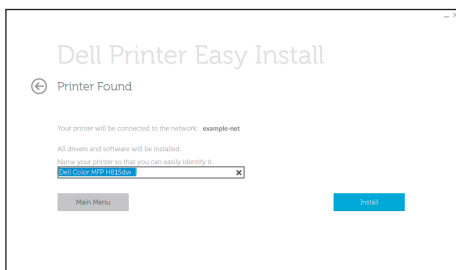 Dell Printer Easy Install
Printer Found
Your printer will be connected to the network: example-net
All drivers and software will be installed.
Name your printer so that you can easily identify it.
Dell Color MFP H815dw
Main Menu
Install